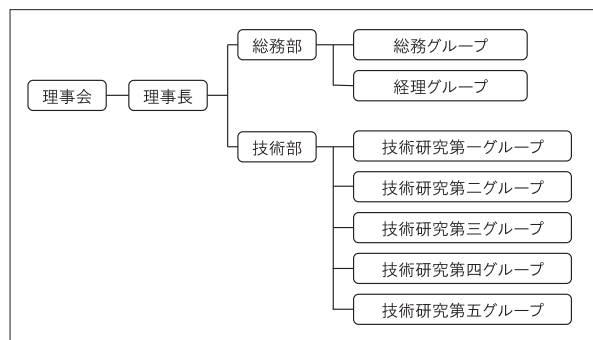 理事会
理事長
総務部
総務グループ
経理グループ
技術部
技術研究第一グループ
技術研究第二グループ
技術研究第三グループ
技術研究第四グループ
技術研究第五グループ